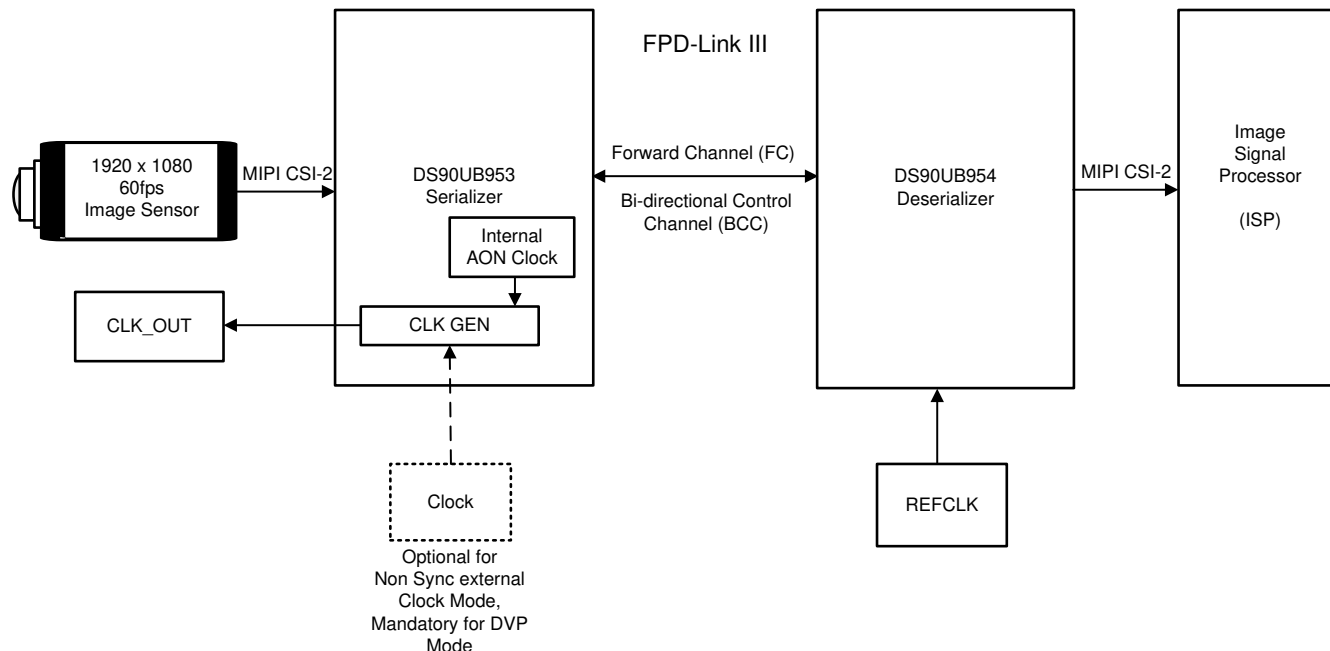 FPD-Link III
1920 x 1080
60fps
Image Sensor
MIPI CSI-2
DS90UB953
Serializer
Internal
AON Clock
CLK GEN
CLK_OUT
Clock
Optional for
Non Sync external
Clock Mode,
Mandatory for DVP
Mode
Forward Channel (FC)
Bi-directional Control
Channel (BCC)
DS90UB954
Deserializer
REFCLK
MIPI CSI-2
Image
Signal
Processor
(ISP)